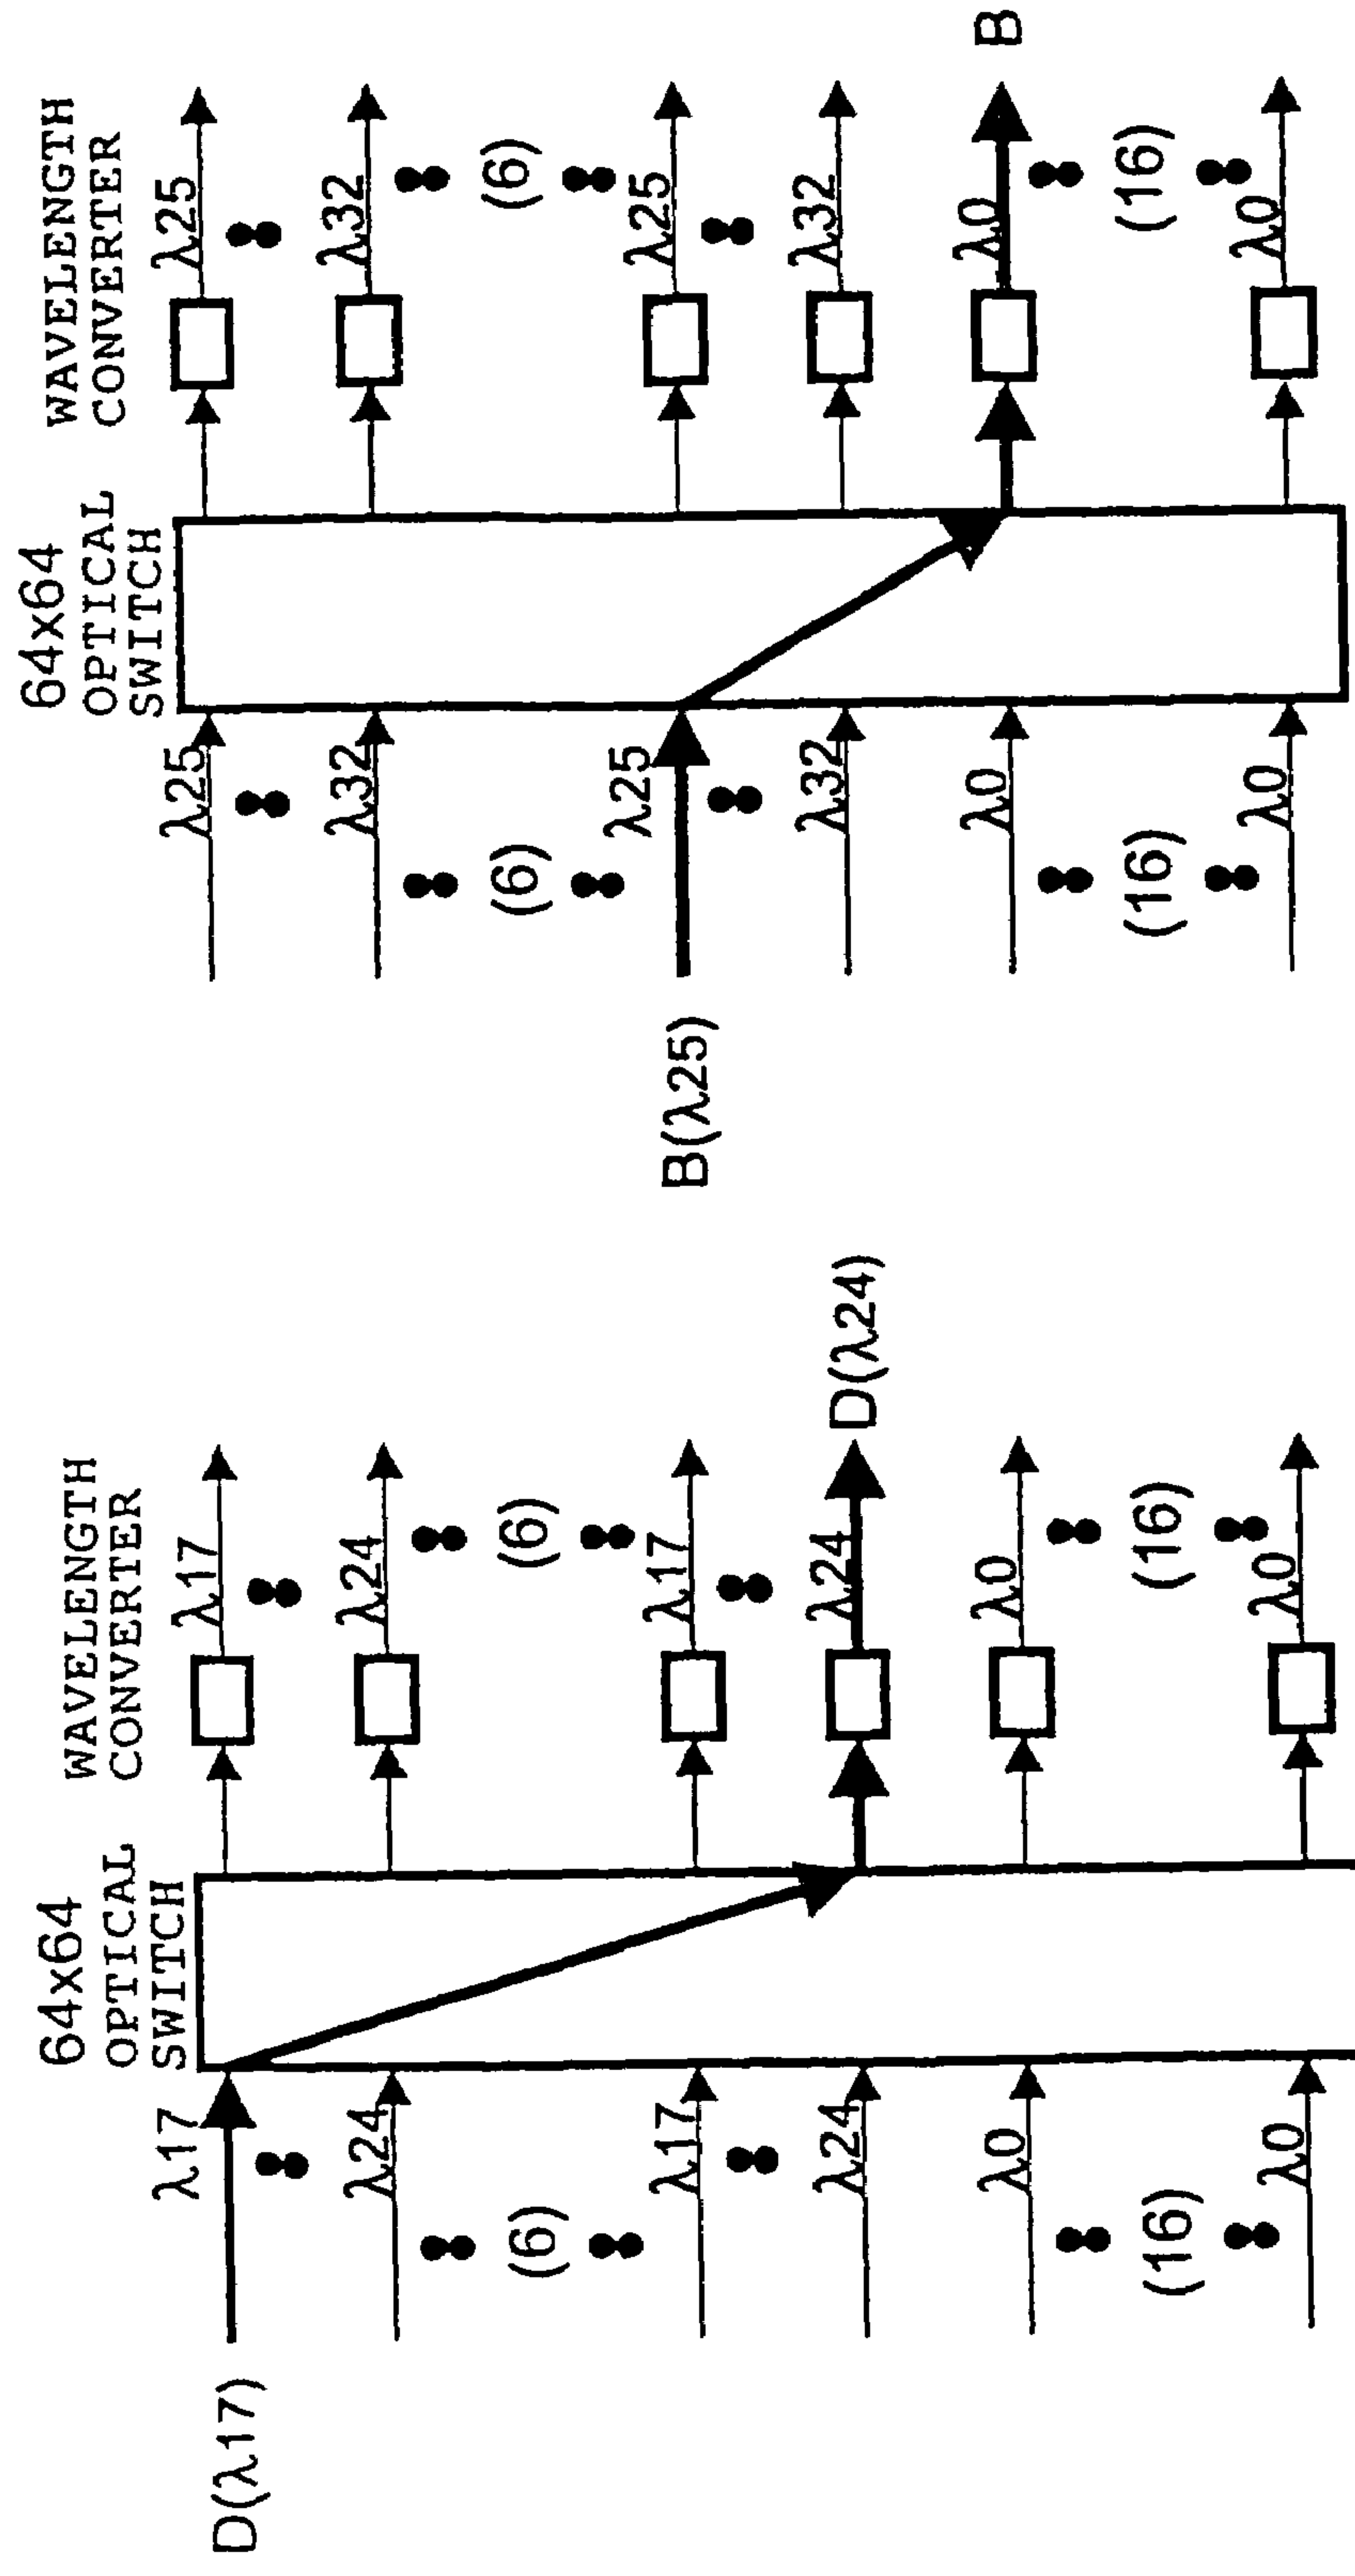 64x64
OPTICAL
SWITCH
WAVELENGTH
CONVERTER
D(λ17)
λ17
λ17
λ24
λ24
(6)
(6)
λ17
λ17
λ24
λ24
D(λ24)
λ0
λ0
(16)
(16)
λ0
λ0
64x64
OPTICAL
SWITCH
WAVELENGTH
CONVERTER
λ25
λ25
λ32
λ32
(6)
(6)
B(λ25)
λ25
λ25
λ32
λ32
λ0
λ0
B
(16)
(16)
λ0
λ0